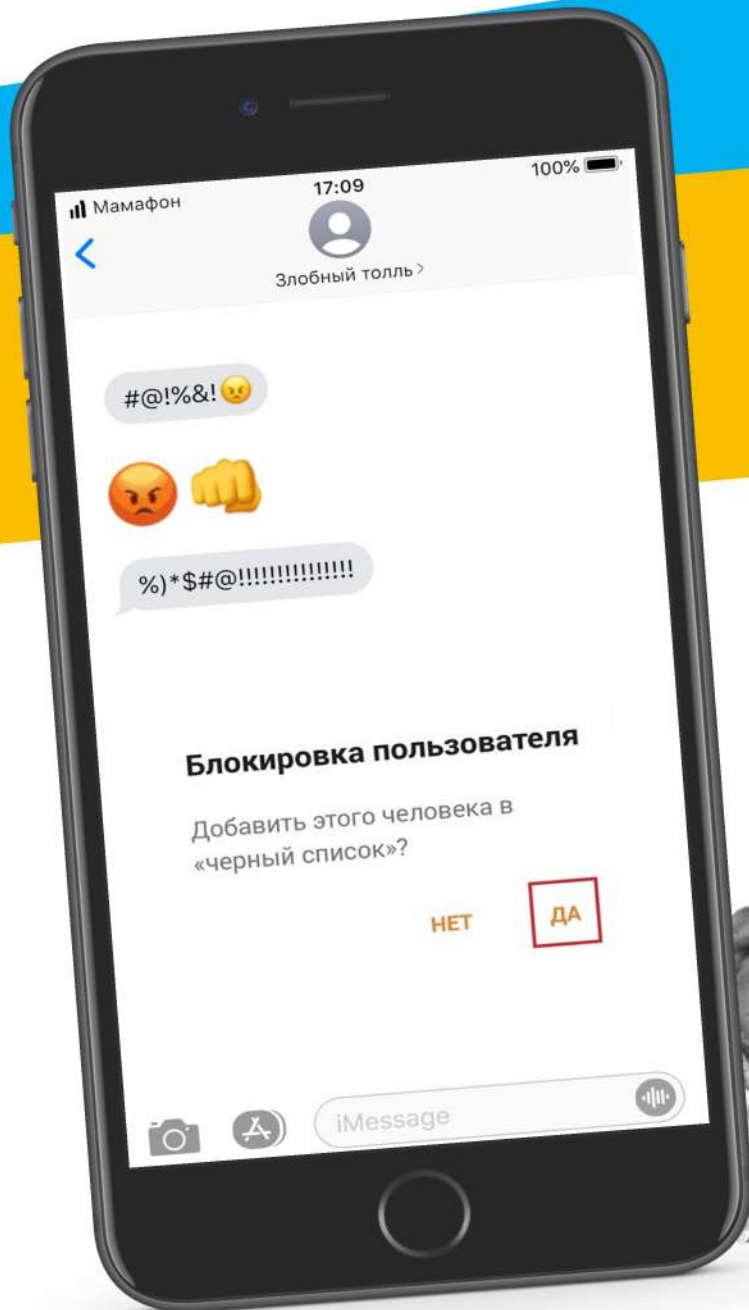 Мамафон
17:09
100%
Злобный толль
#@!%&!😠
😡👊
%)*$#@!!!!!!!!!!!!!!!
Блокировка пользователя
Добавить этого человека в
«черный список»?
НЕТ ДА
iMessage